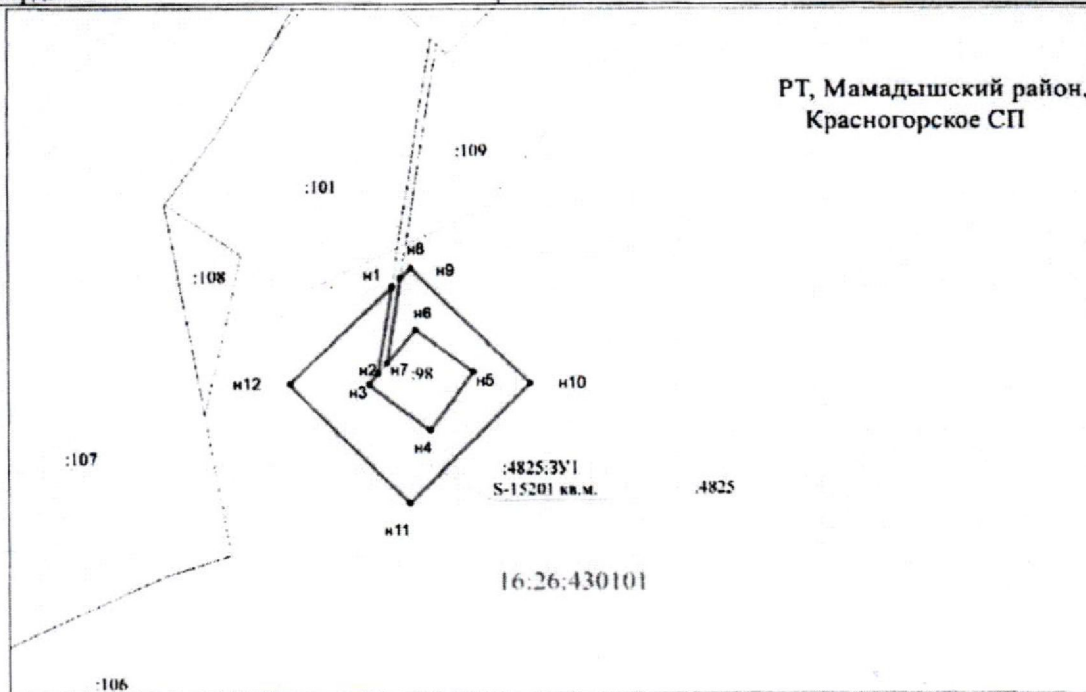 РТ, Мамадышский район,
Красногорское СП
:109
:101
н8
:108
н1
н9
н6
н2
н7
:98
н5
н12
н3
н10
н4
:107
:4825:ЗУ1
S-15201 кв.м.
:4825
н11
16:26:430101
:106